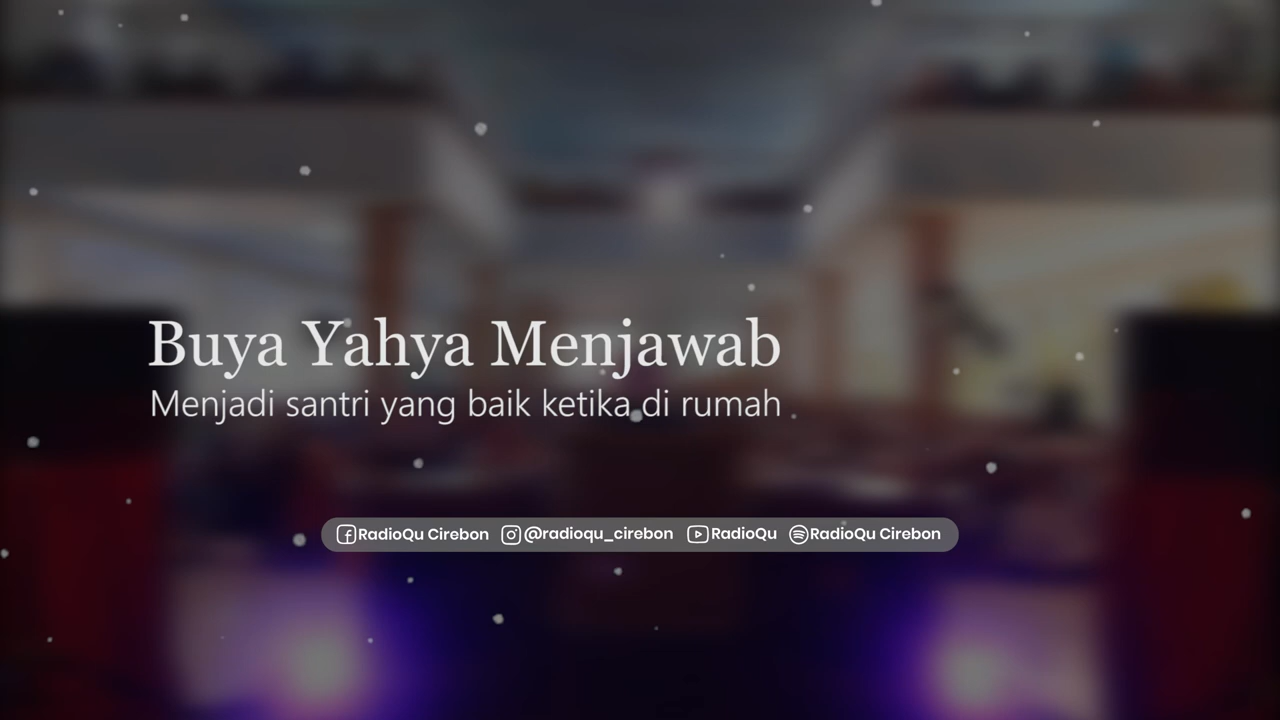 Buya Yahya Menjawab
Menjadi santri yang baik ketika di rumah
RadioQu Cirebon @radioqu_cirebon RadioQu RadioQu Cirebon